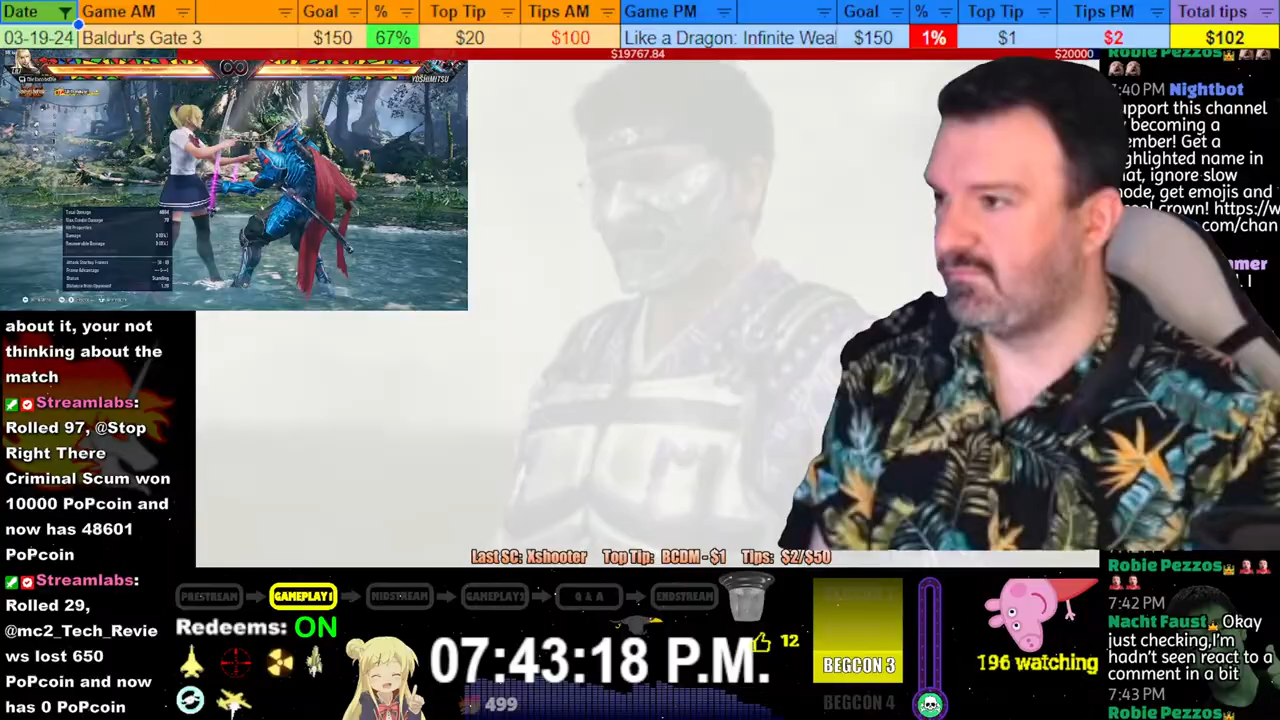 Date Game AM Goal % Top Tip Tips AM Game PM Goal % Top Tip Tips PM Total tips
03-19-24 Baldur's Gate 3 $150 67% $20 $100 Like a Dragon: Infinite Weal $150 1% $1 $2 $102
$19767.84 $20000
YOSHIMITSU
Robie Pezzos
7:40 PM Nightbot
upport this channel
y becoming a
ember! Get a
ghlighted name in
hat, ignore slow
node, get emojis and
crown! https://w
com/chan
about it, your not
thinking about the
match
Streamlabs:
Rolled 97, @Stop
Right There
Criminal Scum won
10000 PoPcoin and
now has 48601
PoPcoin
Streamlabs:
Rolled 29,
@mc2_Tech_Revie
ws lost 650
PoPcoin and now
has 0 PoPcoin
Last SC: Xshooter Top Tip: BCDM - $1 Tips: $2/$50
PRESTREAM GAMEPLAY1 MIDSTREAM GAMEPLAY2 Q & A ENDSTREAM
Redeems: ON
07:43:18 P.M.
12
499
BEGCON 3
BEGCON 4
196 watching
Robie Pezzos
7:42 PM
Nacht Faust Okay
just checking,I'm
hadn't seen react to a
comment in a bit
7:43 PM
Robie Pezzos